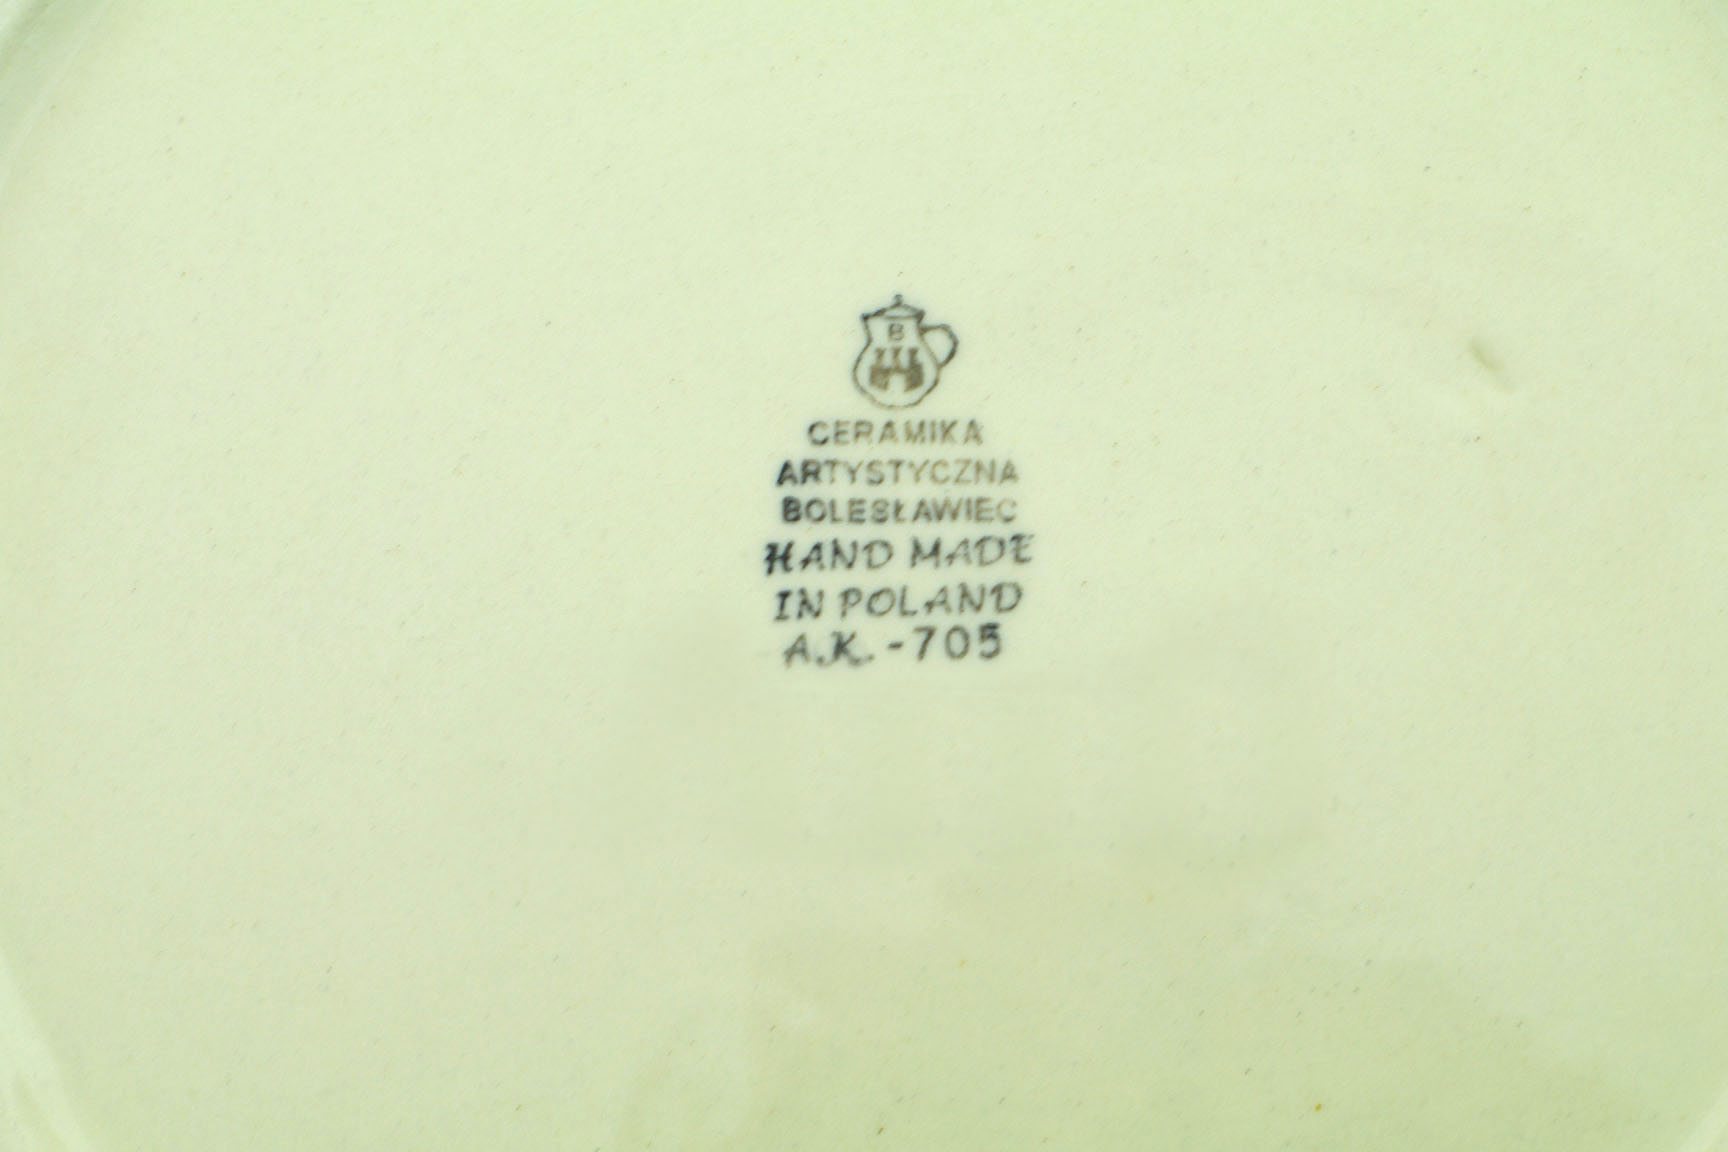 B
CERAMIKA
ARTYSTYCZNA
BOLESŁAWIEC
HAND MADE
IN POLAND
A.K. -705